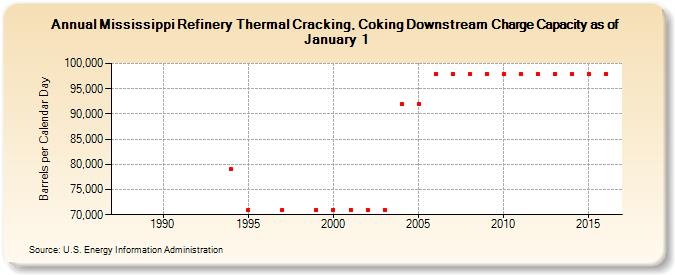 Annual Mississippi Refinery Thermal Cracking, Coking Downstream Charge Capacity as of
January 1
Barrels per Calendar Day
100,000
95,000
90,000
85,000
80,000
75,000
70,000
1990 1995 2000 2005 2010 2015
Source: U.S. Energy Information Administration